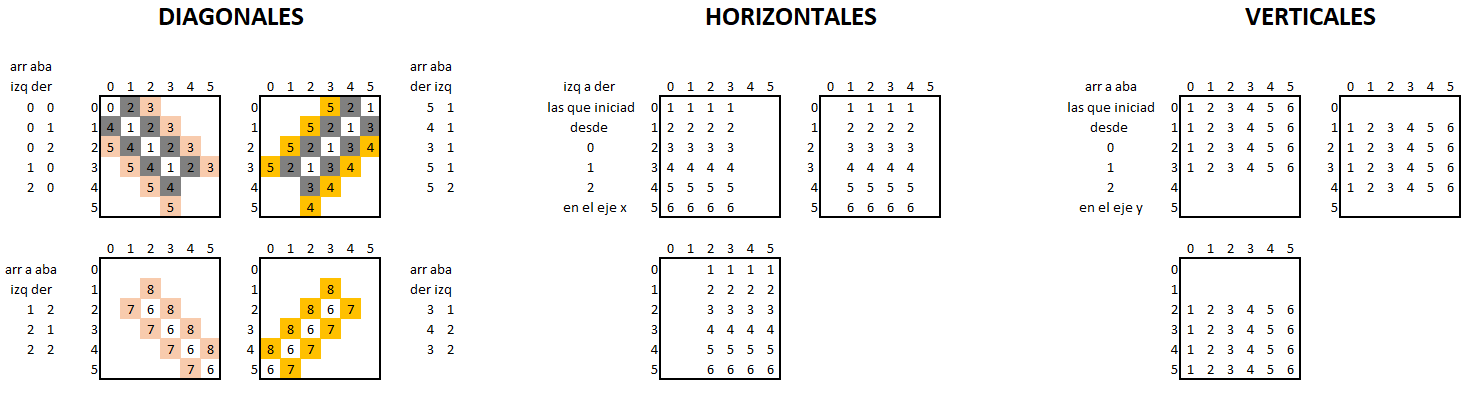 DIAGONALES HORIZONTALES VERTICALES
arr aba arr aba
izq der 0 1 2 3 4 5 0 1 2 3 4 5 der izq izq a der 0 1 2 3 4 5 0 1 2 3 4 5 arr a aba 0 1 2 3 4 5 0 1 2 3 4 5
0 0 0 0 2 3 0 5 2 1 5 1 las que iniciad 0 1 1 1 1 0 1 1 1 1 las que iniciad 0 1 2 3 4 5 6 0
0 1 1 4 1 2 3 1 5 2 1 3 4 1 desde 1 2 2 2 2 1 2 2 2 2 desde 1 1 2 3 4 5 6 1 1 2 3 4 5 6
0 2 2 5 4 1 2 3 2 5 2 1 3 4 3 1 0 2 3 3 3 3 2 3 3 3 3 0 2 1 2 3 4 5 6 2 1 2 3 4 5 6
1 0 3 5 4 1 2 3 3 5 2 1 3 4 5 1 1 3 4 4 4 4 3 4 4 4 4 1 3 1 2 3 4 5 6 3 1 2 3 4 5 6
2 0 4 5 4 4 3 4 5 2 2 4 5 5 5 5 4 5 5 5 5 2 4 4 1 2 3 4 5 6
5 5 5 4 en el eje x 5 6 6 6 6 5 6 6 6 6 en el eje y 5 5
0 1 2 3 4 5 0 1 2 3 4 5 0 1 2 3 4 5 0 1 2 3 4 5
arr a aba 0 0 arr aba 0 1 1 1 1 0
izq der 1 8 1 8 der izq 1 2 2 2 2 1
1 2 2 7 6 8 2 8 6 7 3 1 2 3 3 3 3 2 1 2 3 4 5 6
2 1 3 7 6 8 3 8 6 7 4 2 3 4 4 4 4 3 1 2 3 4 5 6
2 2 4 7 6 8 4 8 6 7 3 2 4 5 5 5 5 4 1 2 3 4 5 6
5 7 6 5 6 7 5 6 6 6 6 5 1 2 3 4 5 6